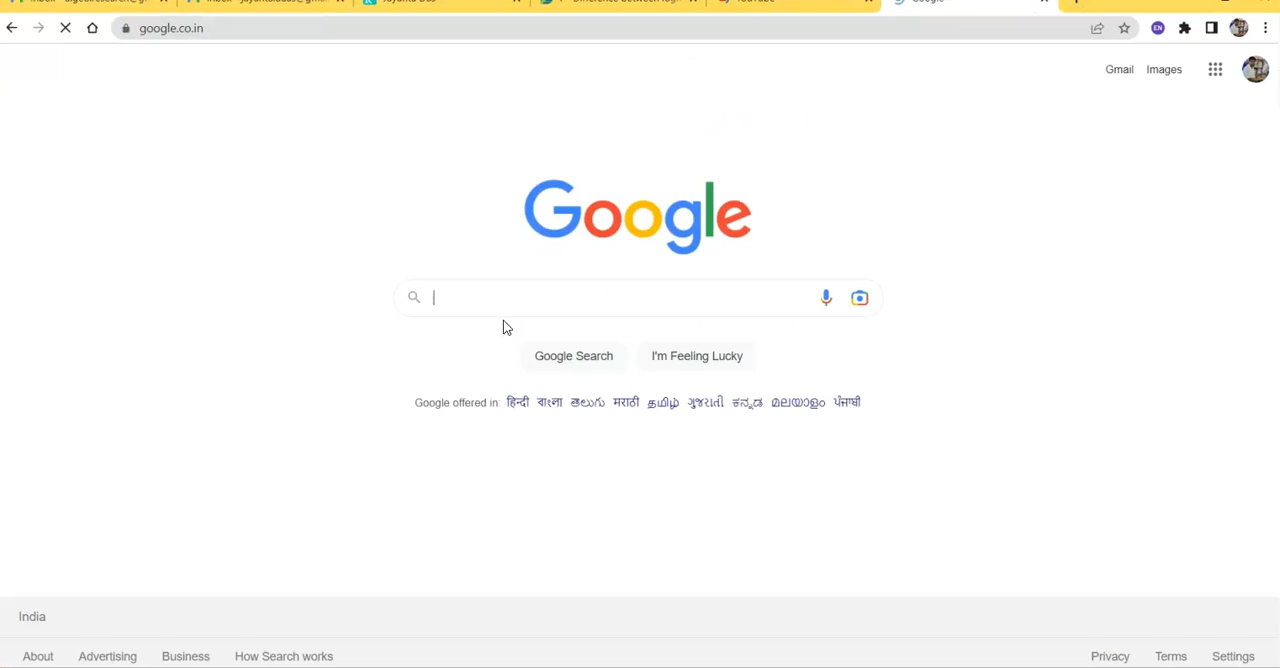 google.co.in
Gmail Images
Google
Google Search I'm Feeling Lucky
Google offered in: हिन्दी বাংলা తెలుగు मराठी தமிழ் ગુજરાતી ಕನ್ನಡ മലയാളം ਪੰਜਾਬੀ
India
About Advertising Business How Search works Privacy Terms Settings